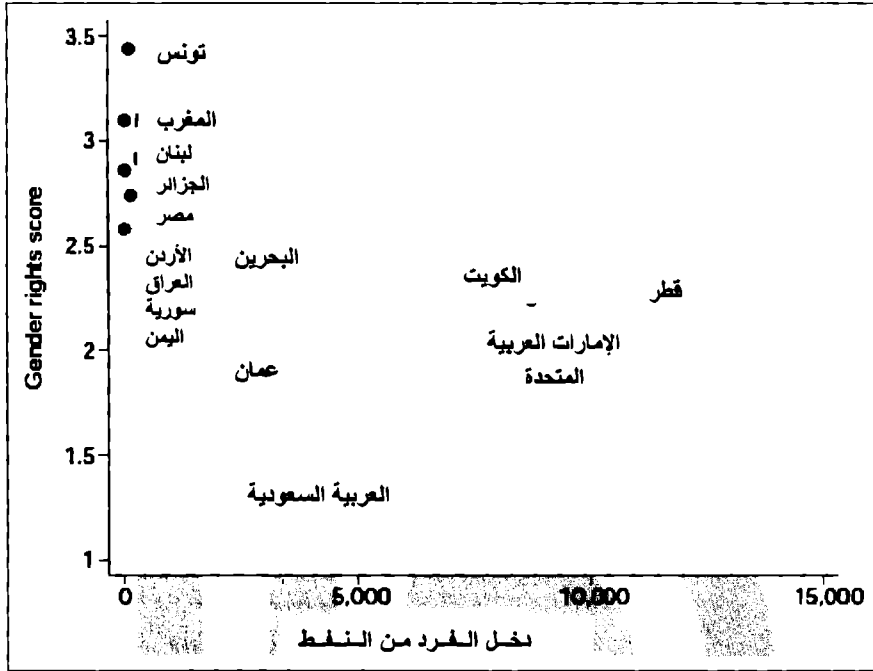 3.5
تونس
المغرب
3
لبنان
الجزائر
مصر
2.5
الأردن
البحرين
العراق
الكويت
قطر
سورية
اليمن
الإمارات العربية
2
عمان
المتحدة
1.5
العربية السعودية
1
0
5,000
10,000
15,000
دخل الفرد من النفط
Gender rights score